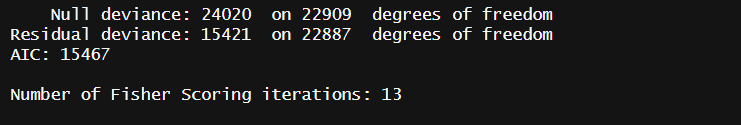 Null deviance: 24020  on 22909  degrees of freedom
Residual deviance: 15421  on 22887  degrees of freedom
AIC: 15467

Number of Fisher Scoring iterations: 13